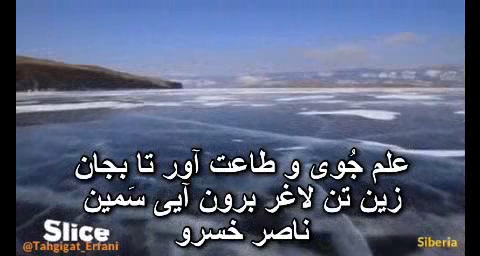 علم جُوی و طاعت آور تا بجان
زین تن لاغر برون آیی سَمین
ناصر خسرو
Slice
@Tahgigat_Erfani
Siberia